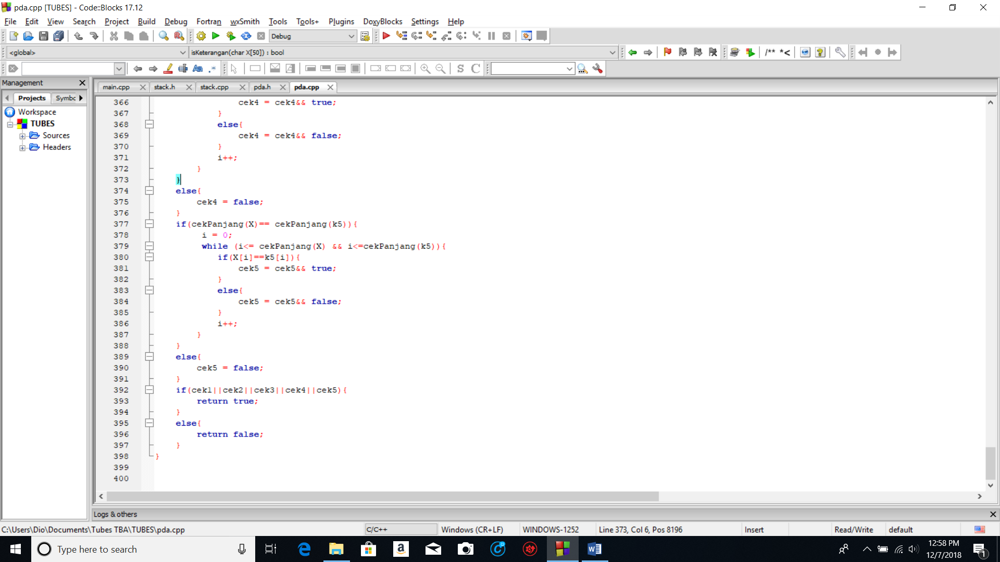 pda.cpp [TUBES] - Code::Blocks 17.12
File Edit View Search Project Build Debug Fortran wxSmith Tools Tools+ Plugins DoxyBlocks Settings Help
Debug
<global>
isKeterangan(char X[50]) : bool
/** *<
Aa .*
S C
Management
Projects Symbc
Workspace
TUBES
Sources
Headers
main.cpp stack.h stack.cpp pda.h pda.cpp
366 cek4 = cek4&& true;
367 }
368 else{
369 cek4 = cek4&& false;
370 }
371 i++;
372 }
373 }
374 else{
375 cek4 = false;
376 }
377 if(cekPanjang(X)== cekPanjang(k5)){
378 i = 0;
379 while (i<= cekPanjang(X) && i<=cekPanjang(k5)){
380 if(X[i]==k5[i]){
381 cek5 = cek5&& true;
382 }
383 else{
384 cek5 = cek5&& false;
385 }
386 i++;
387 }
388 }
389 else{
390 cek5 = false;
391 }
392 if(cek1||cek2||cek3||cek4||cek5){
393 return true;
394 }
395 else{
396 return false;
397 }
398 }
399
400
Logs & others
C:\Users\Dio\Documents\Tubes TBA\TUBES\pda.cpp C/C++ Windows (CR+LF) WINDOWS-1252 Line 373, Col 6, Pos 8196 Insert Read/Write default
Type here to search
12:58 PM
12/7/2018
1